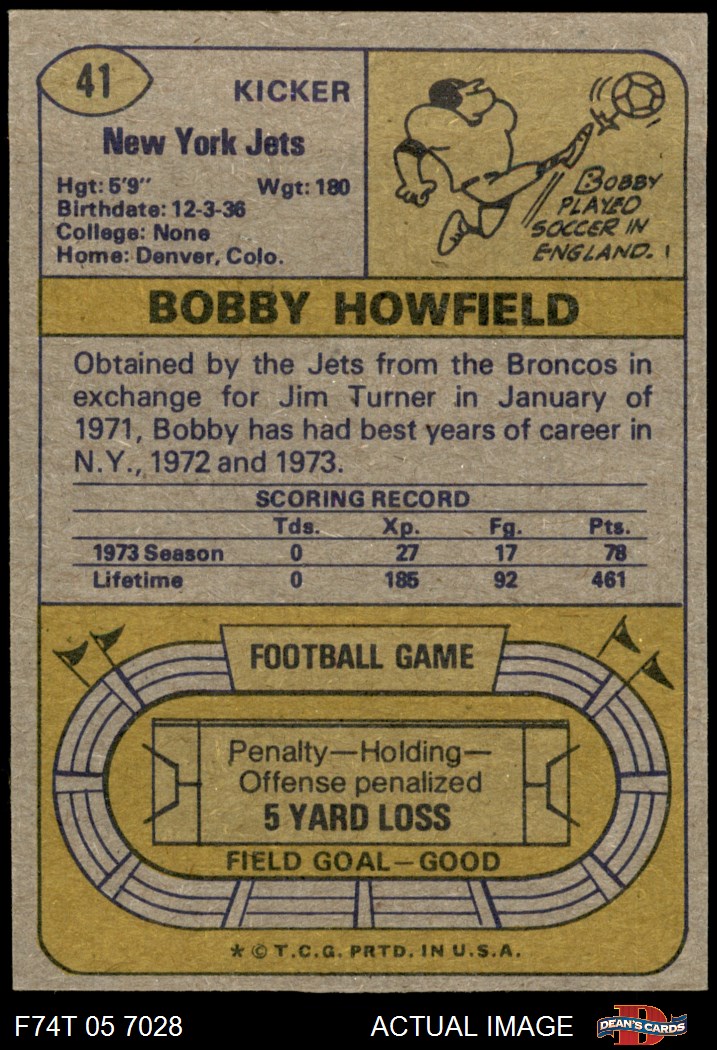 41
KICKER
New York Jets
Hgt: 5'9" Wgt: 180
Birthdate: 12-3-36
College: None
Home: Denver, Colo.
BOBBY
PLAYED
SOCCER IN
ENGLAND.
BOBBY HOWFIELD
Obtained by the Jets from the Broncos in
exchange for Jim Turner in January of
1971, Bobby has had best years of career in
N.Y., 1972 and 1973.
SCORING RECORD
Tds. Xp. Fg. Pts.
1973 Season 0 27 17 78
Lifetime 0 185 92 461
FOOTBALL GAME
Penalty—Holding—
Offense penalized
5 YARD LOSS
FIELD GOAL—GOOD
* © T.C.G. PRTD. IN U.S.A.
F74T 05 7028 ACTUAL IMAGE
D
DEAN'S CARDS